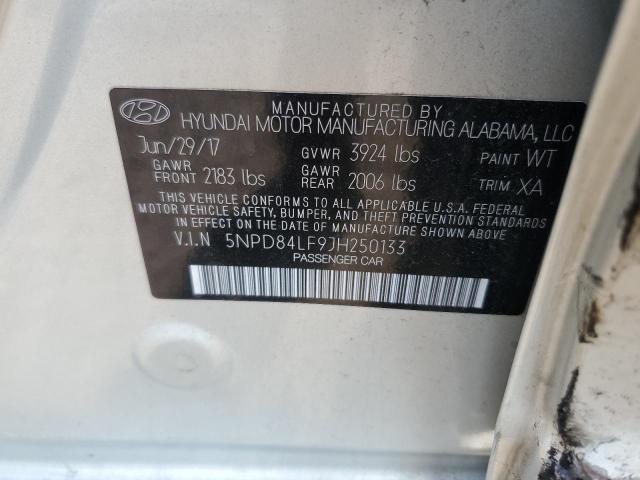 MANUFACTURED BY
HYUNDAI MOTOR MANUFACTURING ALABAMA, LLC
Jun/29/17 GVWR 3924 lbs PAINT WT
GAWR FRONT 2183 lbs GAWR REAR 2006 lbs TRIM XA
THIS VEHICLE CONFORMS TO ALL APPLICABLE U.S.A. FEDERAL
MOTOR VEHICLE SAFETY, BUMPER, AND THEFT PREVENTION STANDARDS
IN EFFECT ON THE DATE OF MANUFACTURE SHOWN ABOVE.
V.I.N 5NPD84LF9JH250133
PASSENGER CAR